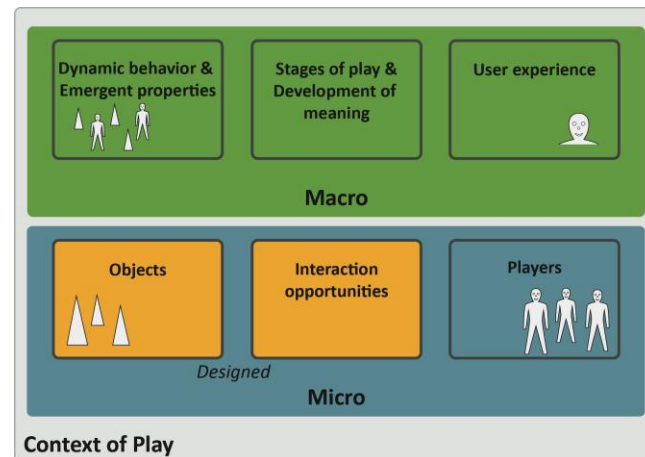 Dynamic behavior &
Emergent properties
Stages of play &
Development of
meaning
User experience
Macro
Objects
Interaction
opportunities
Players
Designed
Micro
Context of Play